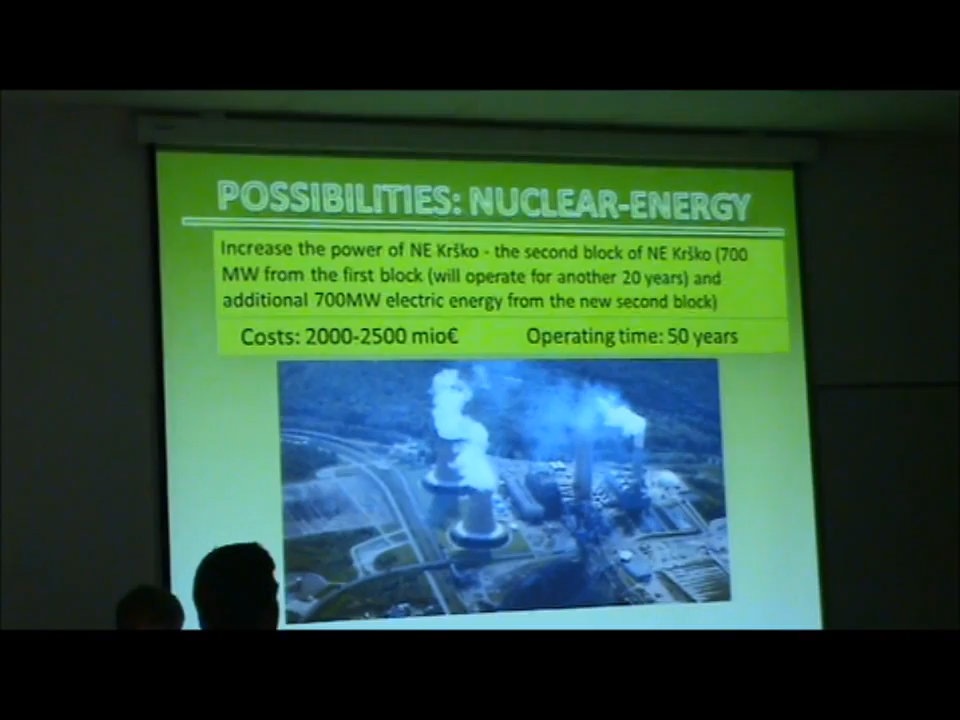 POSSIBILITIES: NUCLEAR-ENERGY
Increase the power of NE Krško - the second block of NE Krško (700
MW from the first block (will operate for another 20 years) and
additional 700MW electric energy from the new second block)
Costs: 2000-2500 mio€ Operating time: 50 years